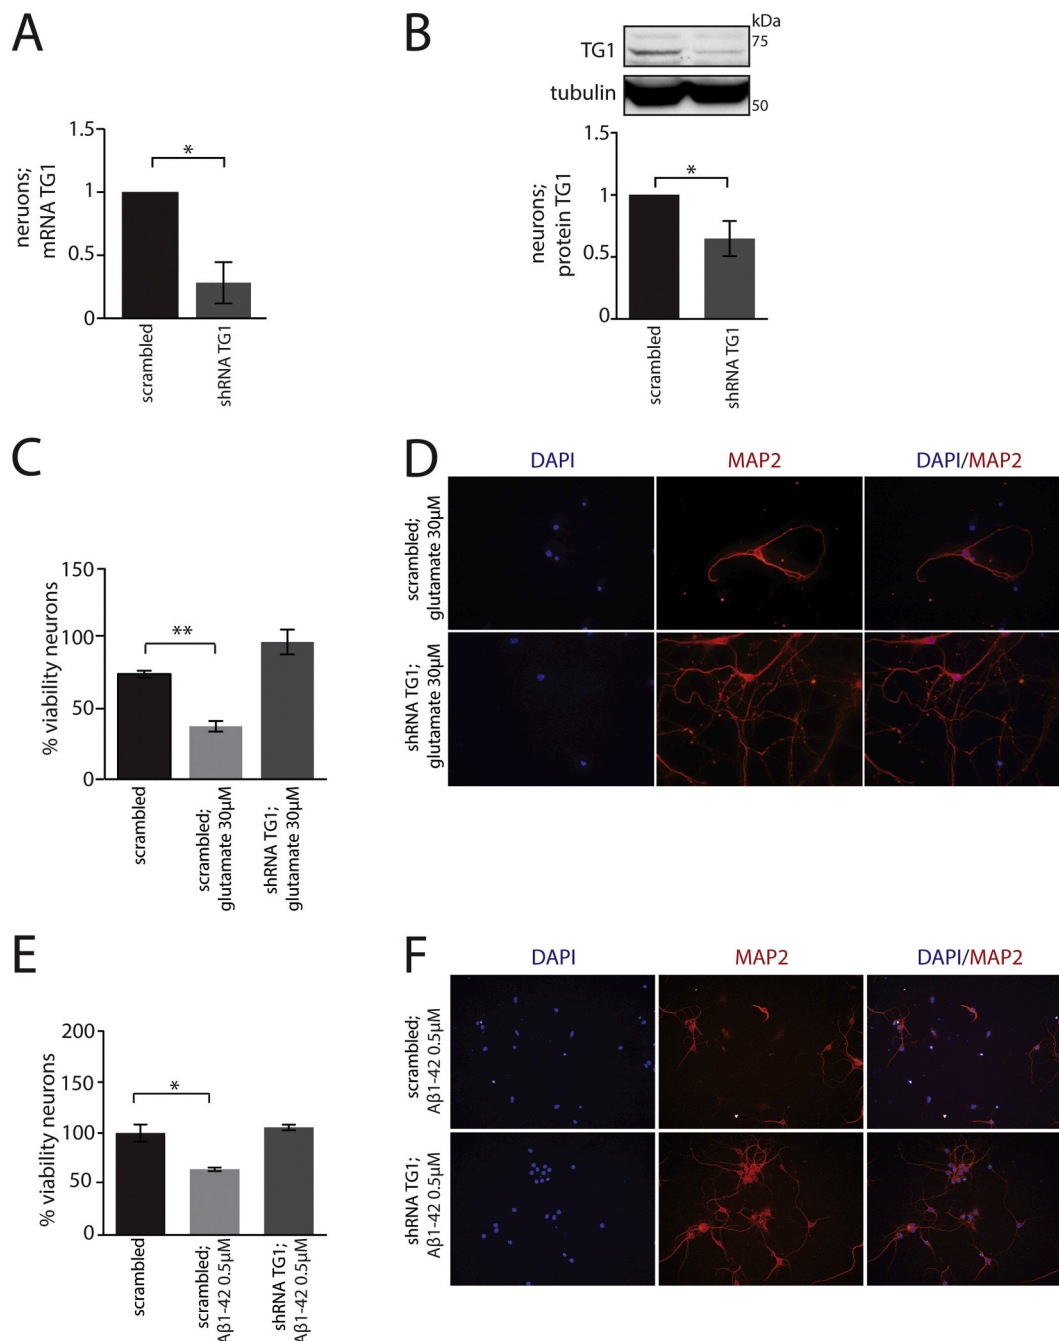 A
neruons;
mRNA TG1
1.5
1
0.5
0
*
scrambled
shRNA TG1
B
TG1
tubulin
kDa
75
50
neurons;
protein TG1
1.5
1
0.5
0
*
scrambled
shRNA TG1
C
% viability neurons
150
100
50
0
**
scrambled
scrambled;
glutamate 30μM
shRNA TG1;
glutamate 30μM
D
DAPI
MAP2
DAPI/MAP2
scrambled;
glutamate 30μM
shRNA TG1;
glutamate 30μM
E
% viability neurons
200
150
100
50
0
*
scrambled
scrambled;
Aβ1-42 0.5μM
shRNA TG1;
Aβ1-42 0.5μM
F
DAPI
MAP2
DAPI/MAP2
scrambled;
Aβ1-42 0.5μM
shRNA TG1;
Aβ1-42 0.5μM